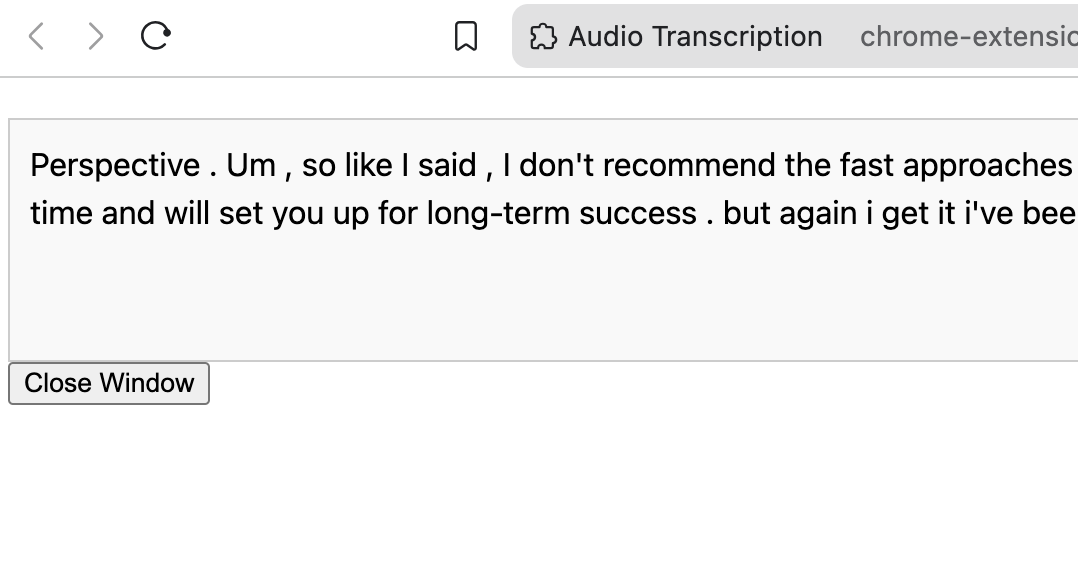 Audio Transcription chrome-extensio
Perspective . Um , so like I said , I don't recommend the fast approaches
time and will set you up for long-term success . but again i get it i've bee
Close Window